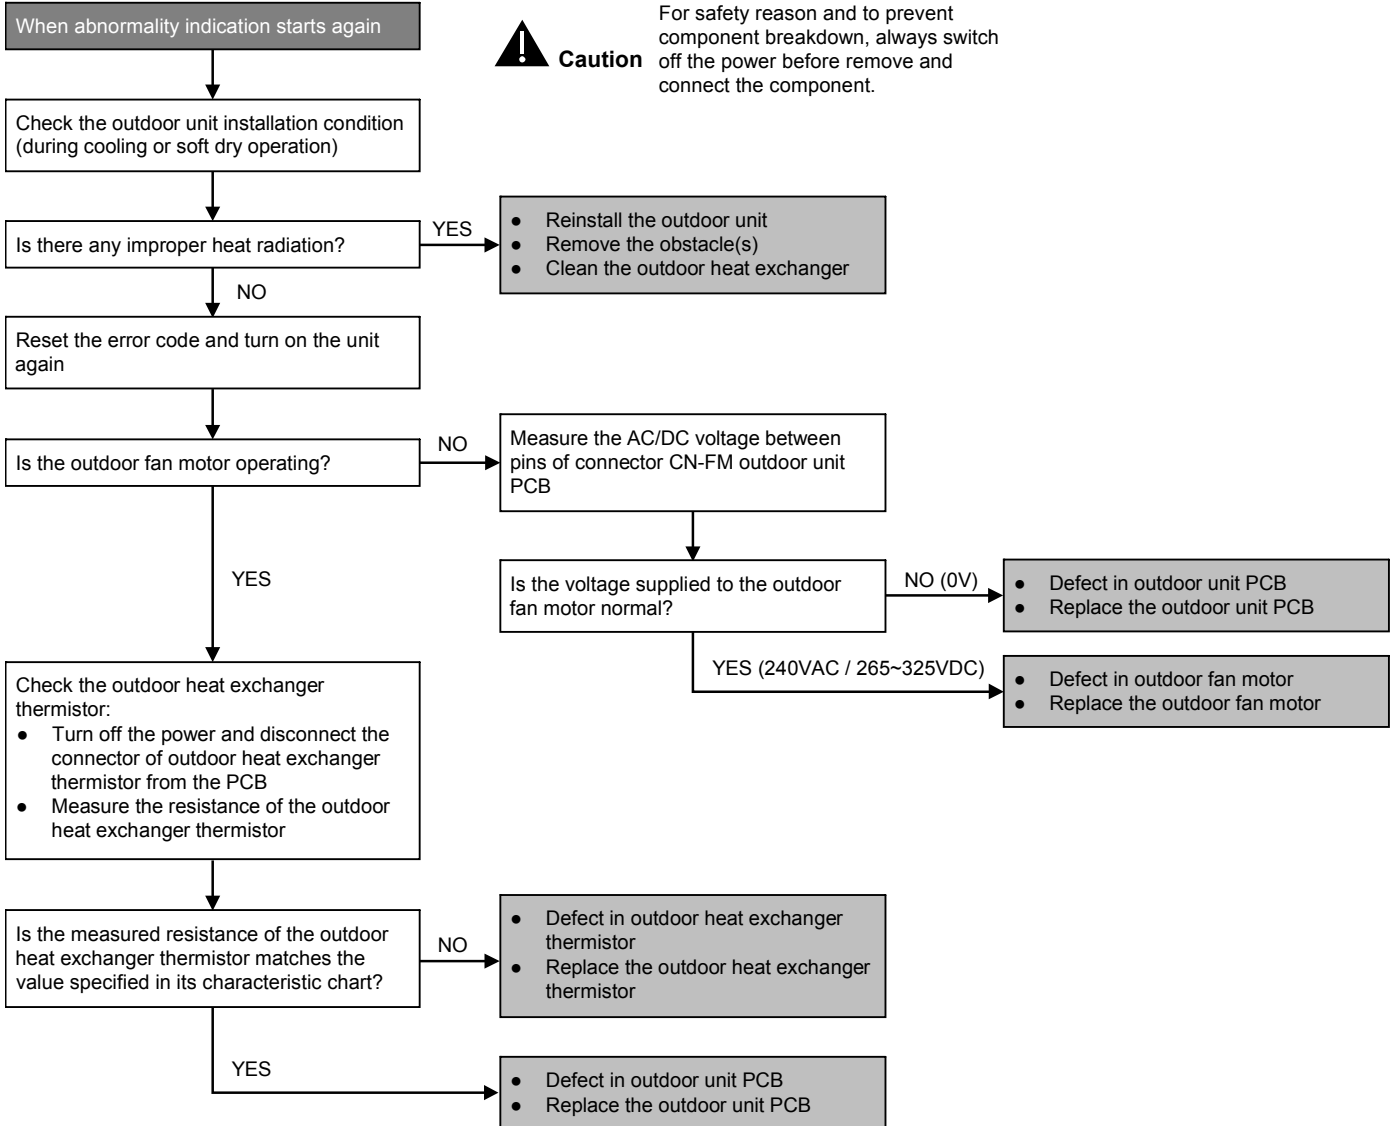 When abnormality indication starts again
For safety reason and to prevent
component breakdown, always switch
Caution off the power before remove and
connect the component.
Check the outdoor unit installation condition
(during cooling or soft dry operation)
Is there any improper heat radiation?
YES
● Reinstall the outdoor unit
● Remove the obstacle(s)
● Clean the outdoor heat exchanger
NO
Reset the error code and turn on the unit
again
Is the outdoor fan motor operating?
NO
Measure the AC/DC voltage between
pins of connector CN-FM outdoor unit
PCB
YES
Is the voltage supplied to the outdoor
fan motor normal?
NO (0V)
● Defect in outdoor unit PCB
● Replace the outdoor unit PCB
YES (240VAC / 265~325VDC)
● Defect in outdoor fan motor
● Replace the outdoor fan motor
Check the outdoor heat exchanger
thermistor:
● Turn off the power and disconnect the
connector of outdoor heat exchanger
thermistor from the PCB
● Measure the resistance of the outdoor
heat exchanger thermistor
Is the measured resistance of the outdoor
heat exchanger thermistor matches the
value specified in its characteristic chart?
NO
● Defect in outdoor heat exchanger
thermistor
● Replace the outdoor heat exchanger
thermistor
YES
● Defect in outdoor unit PCB
● Replace the outdoor unit PCB